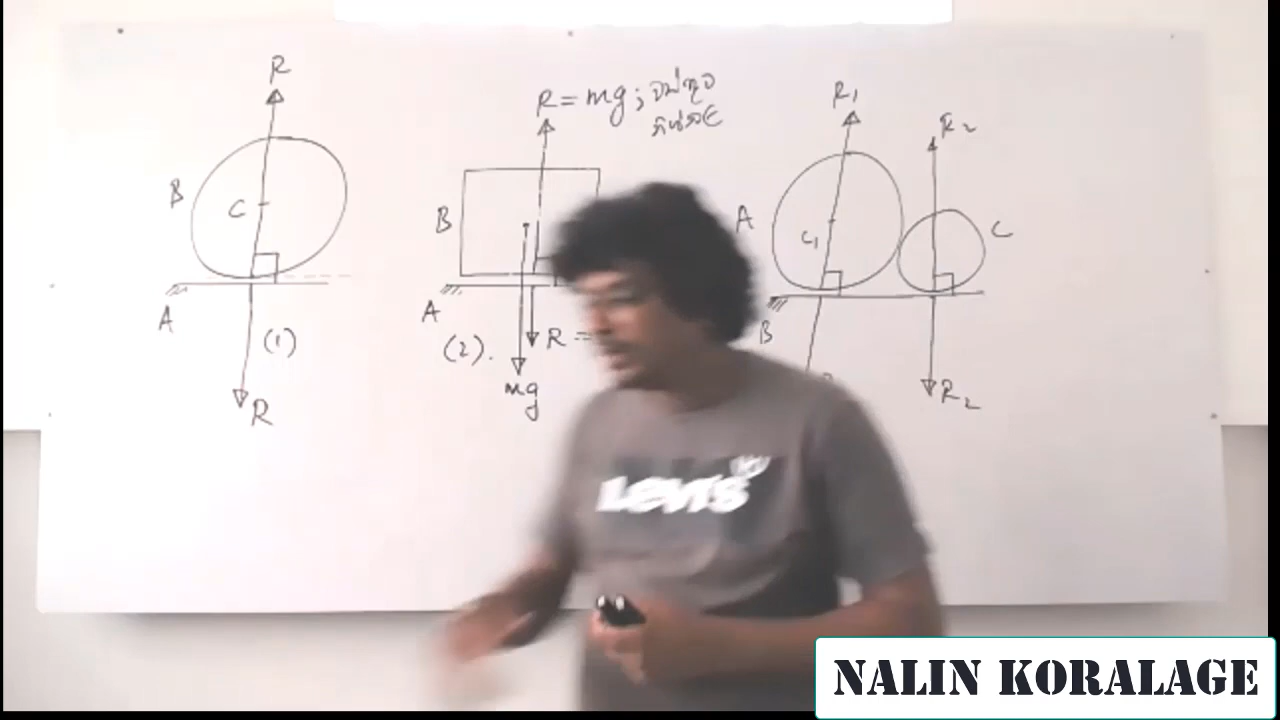 R
B
C
A
(1)
R
R = mg;
B
A
(2).
R =
mg
R₁
R₂
A
C₁
C
B
R₂
Levi's
NALIN KORALAGE